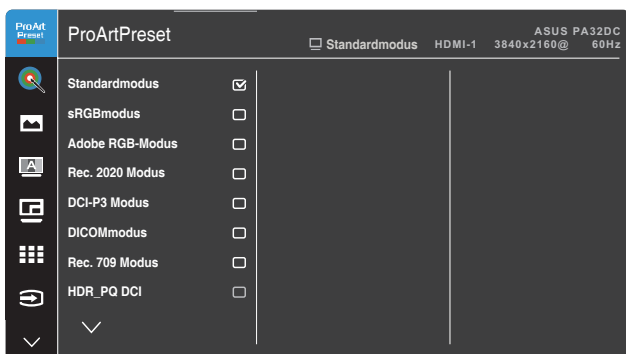 ProArt
Preset
ProArtPreset
Standardmodus HDMI-1
ASUS PA32DC
3840x2160@ 60Hz
Standardmodus
sRGBmodus
Adobe RGB-Modus
Rec. 2020 Modus
DCI-P3 Modus
DICOMmodus
Rec. 709 Modus
HDR_PQ DCI
A